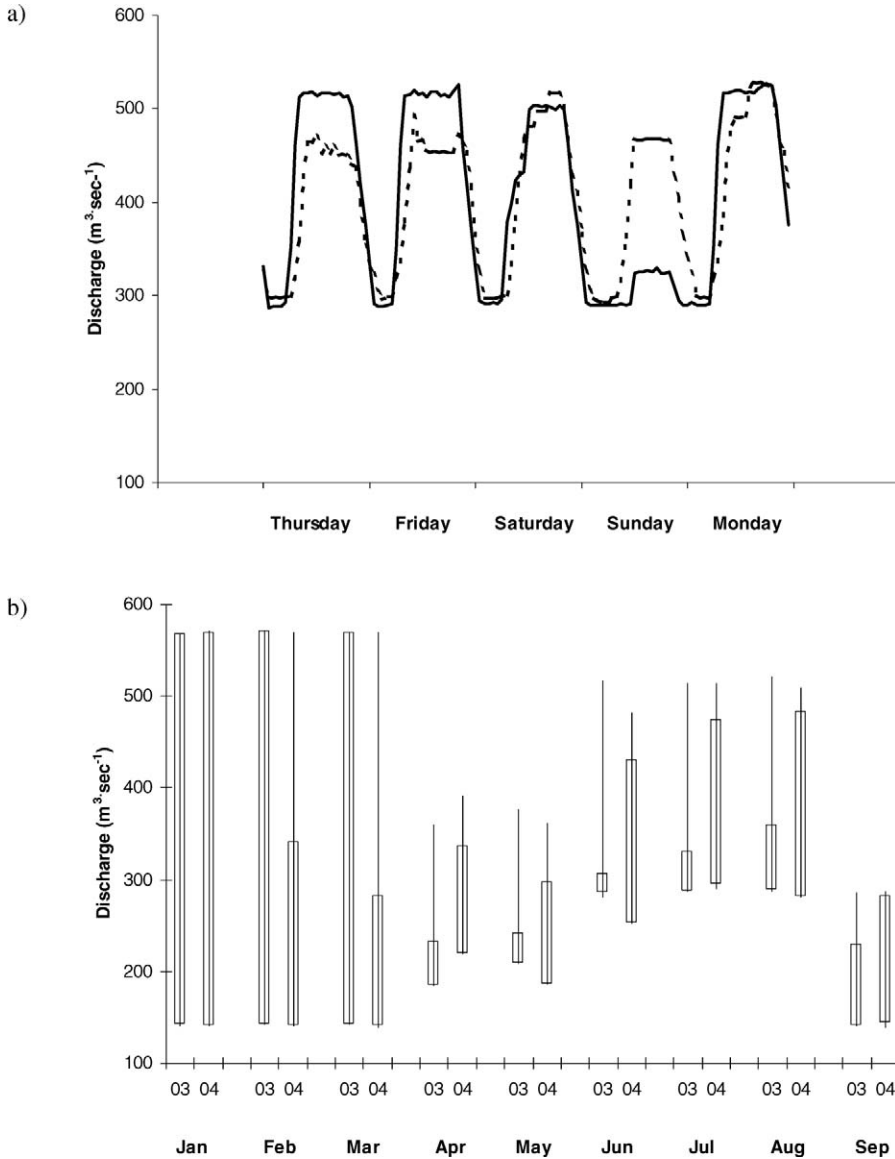 a)
600
500
400
300
200
100
Discharge (m³·sec-¹)
Thursday Friday Saturday Sunday Monday
b)
600
500
400
300
200
100
Discharge (m³·sec⁻¹)
03 04 03 04 03 04 03 04 03 04 03 04 03 04 03 04 03 04
Jan Feb Mar Apr May Jun Jul Aug Sep